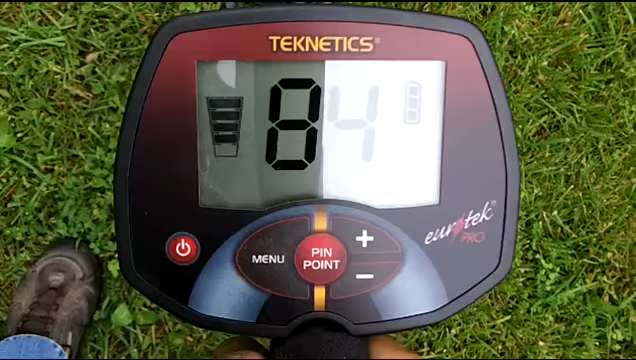 TEKNETICS®
84
MENU
PIN
POINT
+
−
eurotek®
PRO